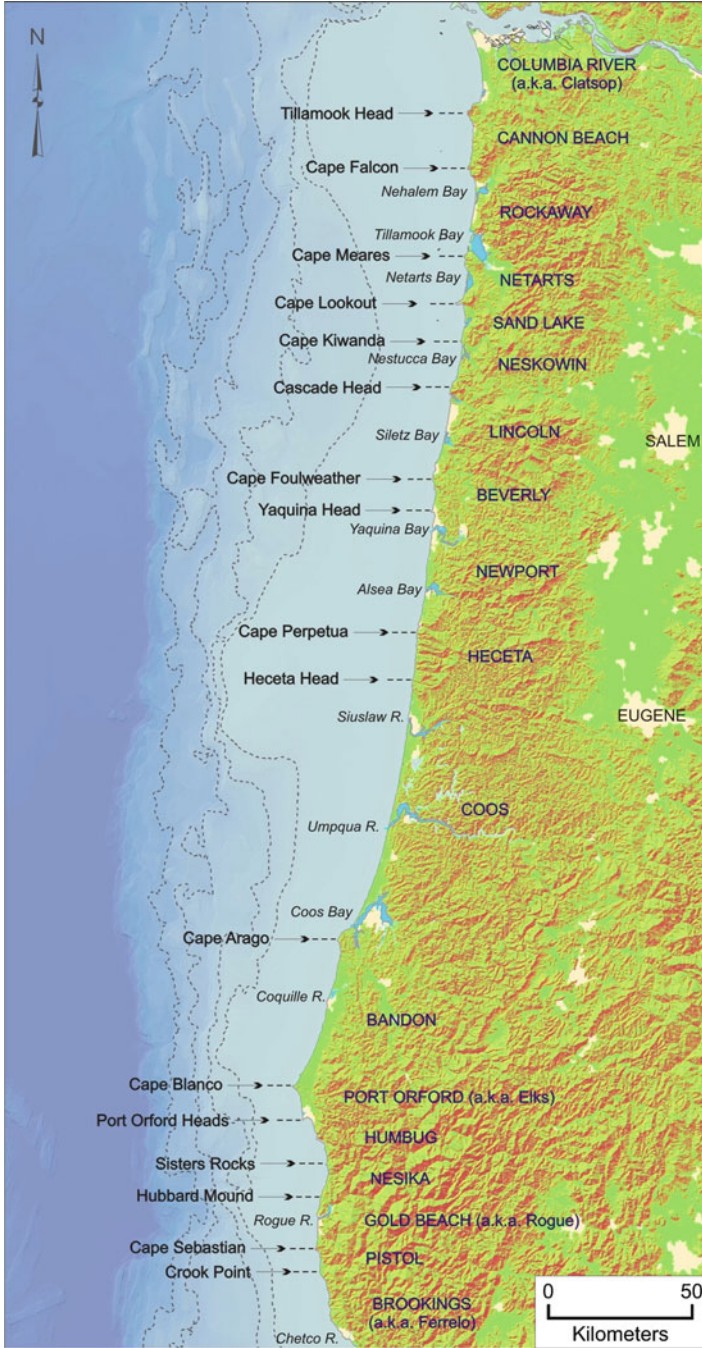 N
COLUMBIA RIVER
(a.k.a. Clatsop)
Tillamook Head
CANNON BEACH
Cape Falcon
Nehalem Bay
ROCKAWAY
Tillamook Bay
Cape Meares
Netarts Bay
NETARTS
Cape Lookout
SAND LAKE
Cape Kiwanda
Nestucca Bay
NESKOWIN
Cascade Head
Siletz Bay
LINCOLN
SALEM
Cape Foulweather
BEVERLY
Yaquina Head
Yaquina Bay
NEWPORT
Alsea Bay
Cape Perpetua
HECETA
Heceta Head
Siuslaw R.
EUGENE
COOS
Umpqua R.
Coos Bay
Cape Arago
Coquille R.
BANDON
Cape Blanco
PORT ORFORD (a.k.a. Elks)
Port Orford Heads
HUMBUG
Sisters Rocks
NESIKA
Hubbard Mound
Rogue R.
GOLD BEACH (a.k.a. Rogue)
Cape Sebastian
PISTOL
Crook Point
BROOKINGS
(a.k.a. Ferrelo)
Chetco R.
0 50
Kilometers